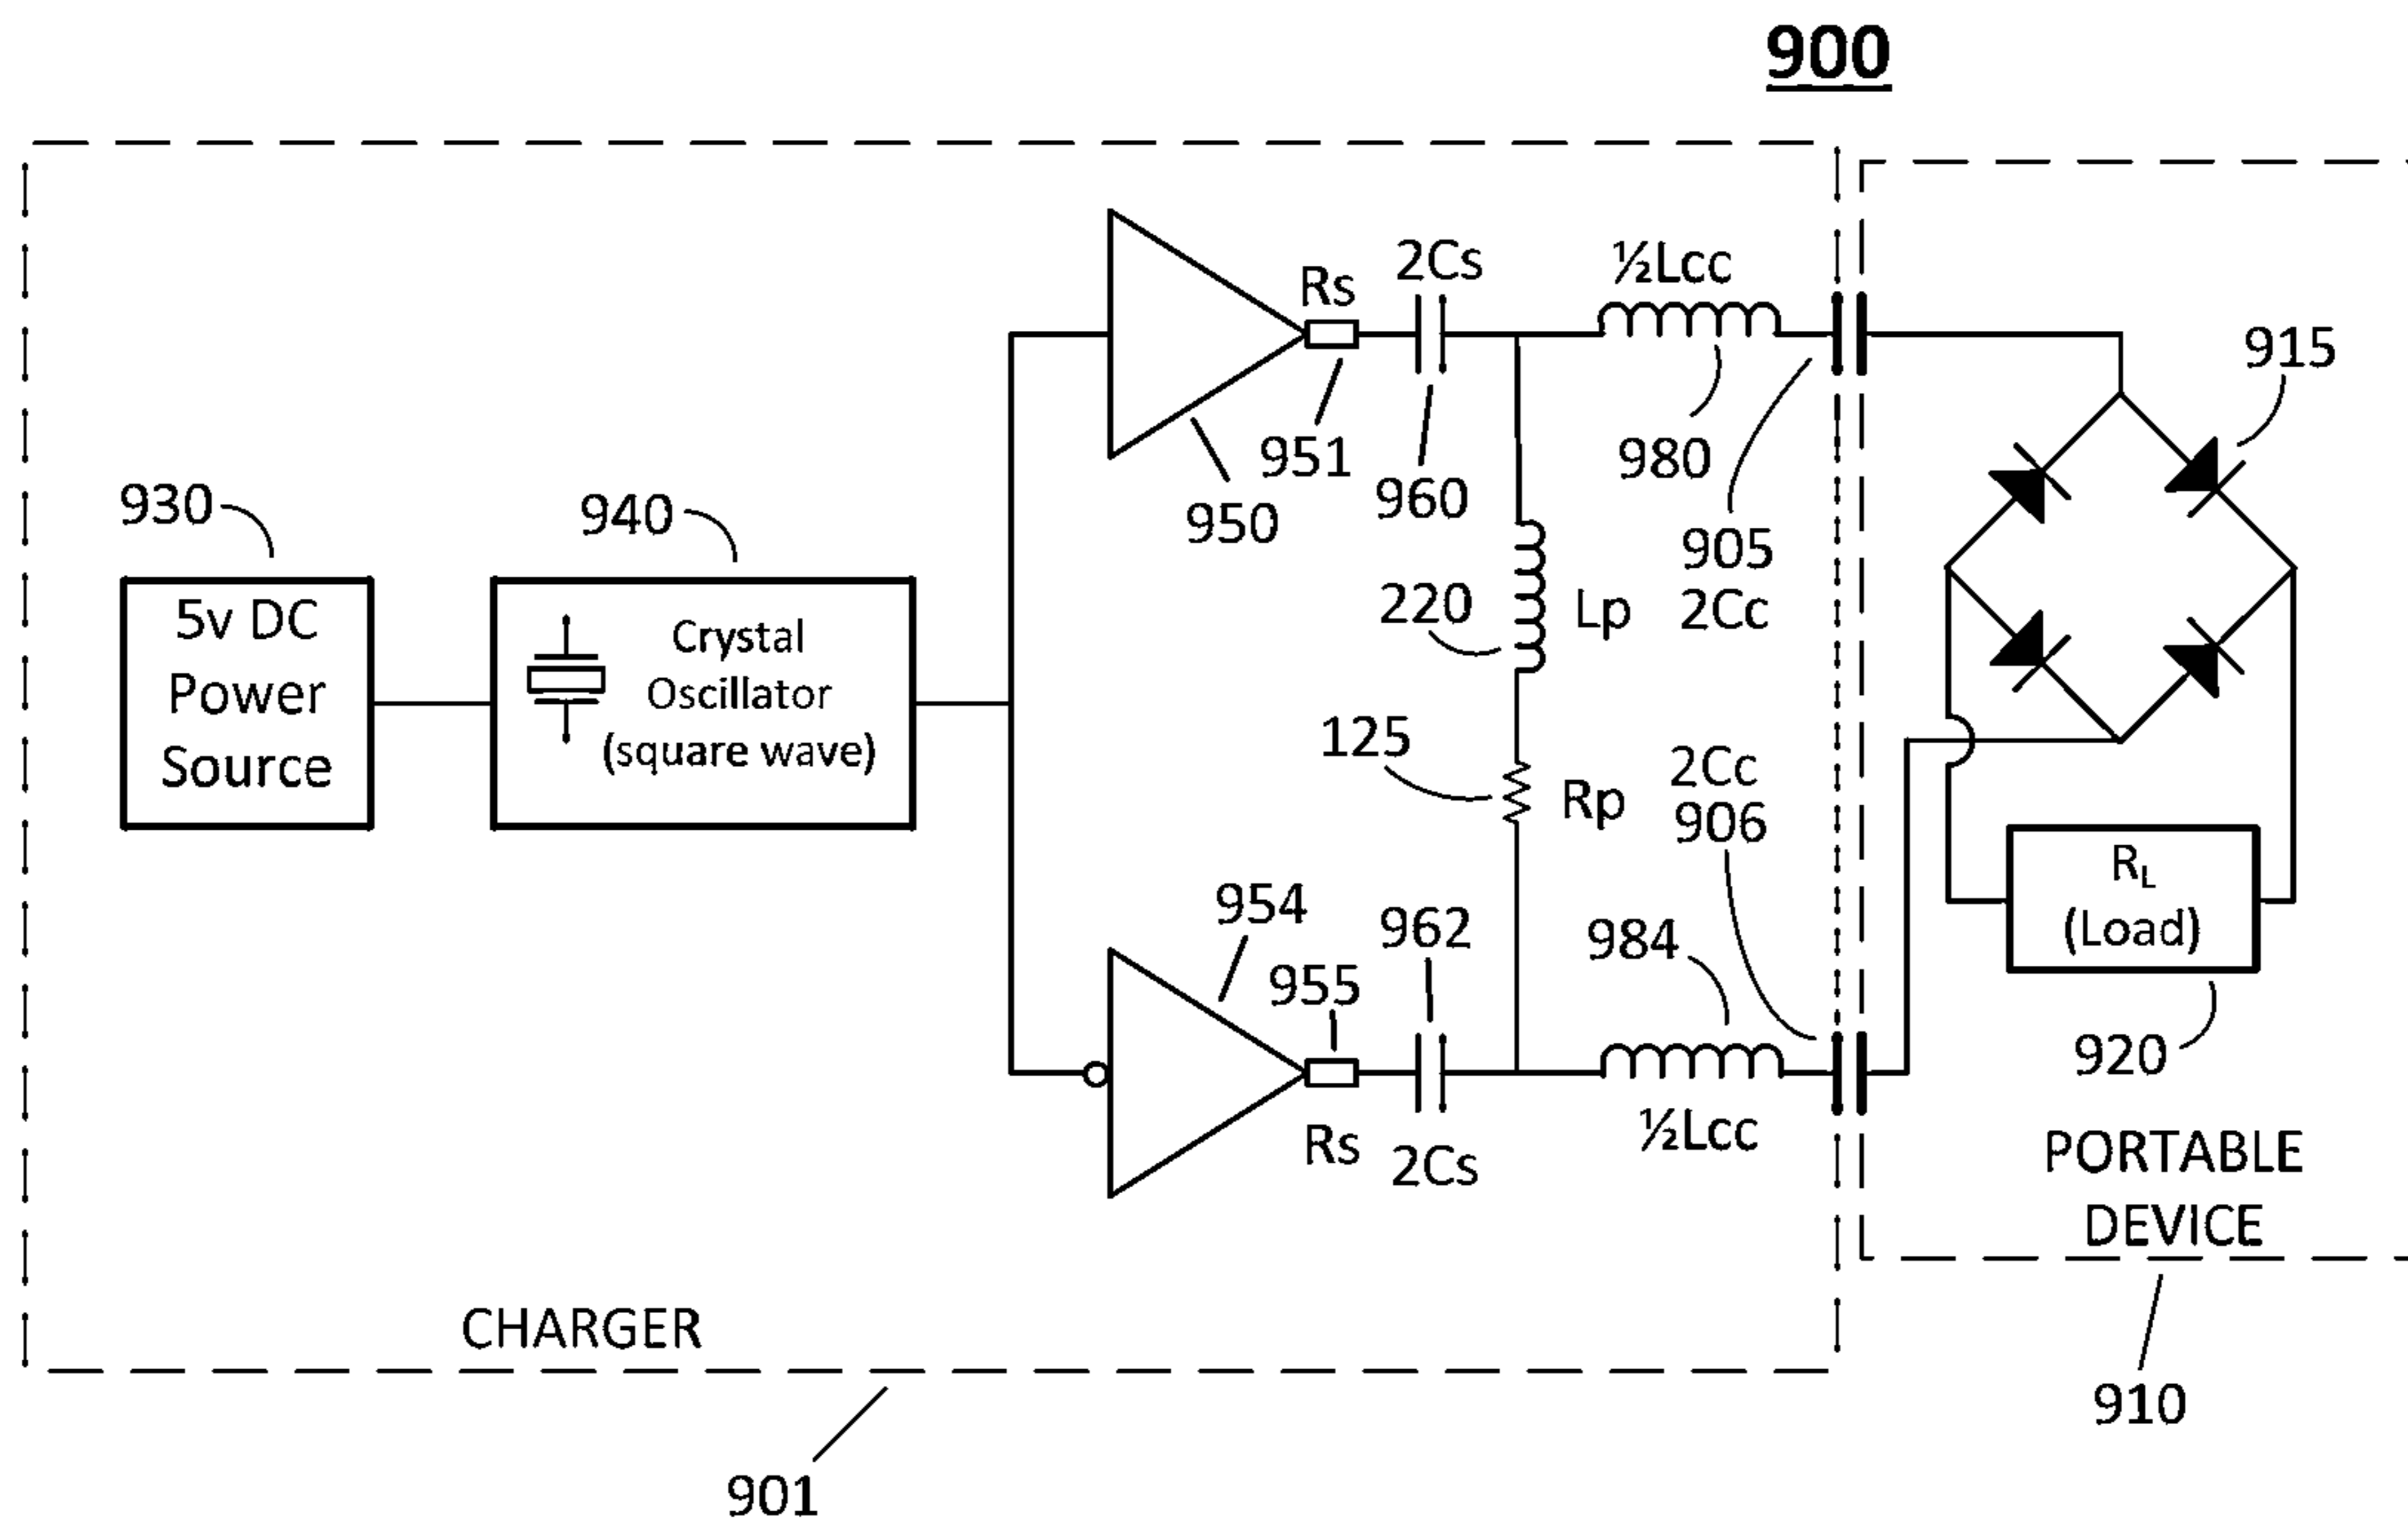 900
Rs
2Cs
½Lcc
915
951
980
960
950
905
2Cc
930
940
5v DC
Power
Source
Crystal
Oscillator
(square wave)
220
Lp
125
Rp
2Cc
906
RL
(Load)
954
962
984
955
920
Rs
2Cs
½Lcc
PORTABLE
DEVICE
CHARGER
910
901